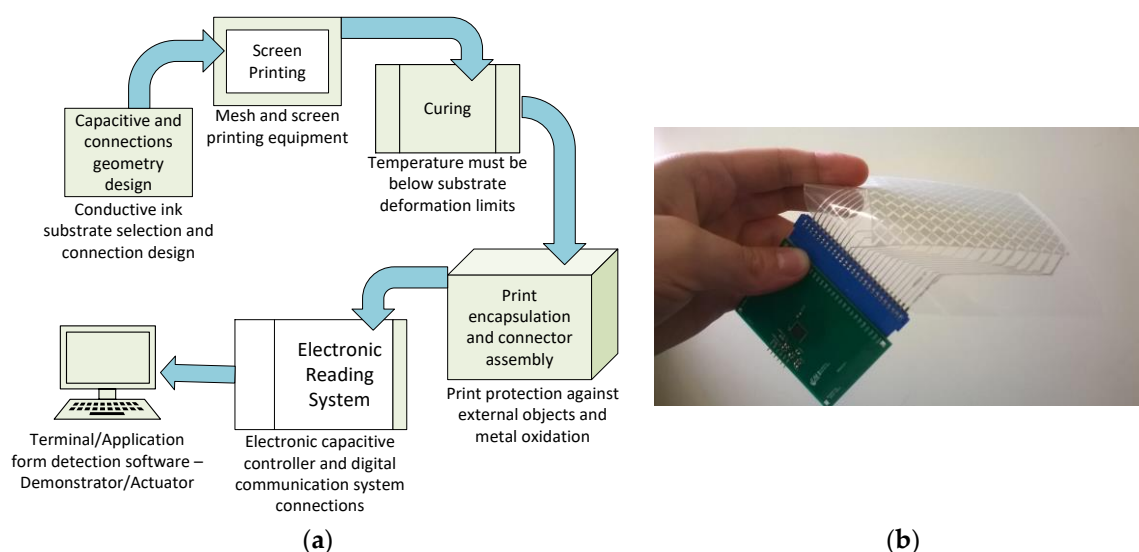 Capacitive and
connections
geometry
design
Conductive ink
substrate selection and
connection design
Screen
Printing
Mesh and screen
printing equipment
Curing
Temperature must be
below substrate
deformation limits
Print
encapsulation
and connector
assembly
Print protection against
external objects and
metal oxidation
Electronic
Reading
System
Electronic capacitive
controller and digital
communication system
connections
Terminal/Application
form detection software –
Demonstrator/Actuator
(a)
(b)